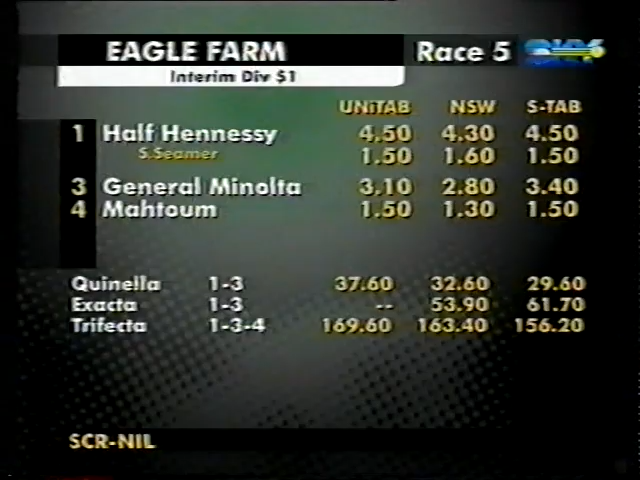 EAGLE FARM Race 5 SKY
Interim Div $1
UNiTAB NSW S-TAB
1 Half Hennessy 4.50 4.30 4.50
S.Seamer 1.50 1.60 1.50
3 General Minolta 3.10 2.80 3.40
4 Mahtoum 1.50 1.30 1.50
Quinella 1-3 37.60 32.60 29.60
Exacta 1-3 -- 53.90 61.70
Trifecta 1-3-4 169.60 163.40 156.20
SCR-NIL